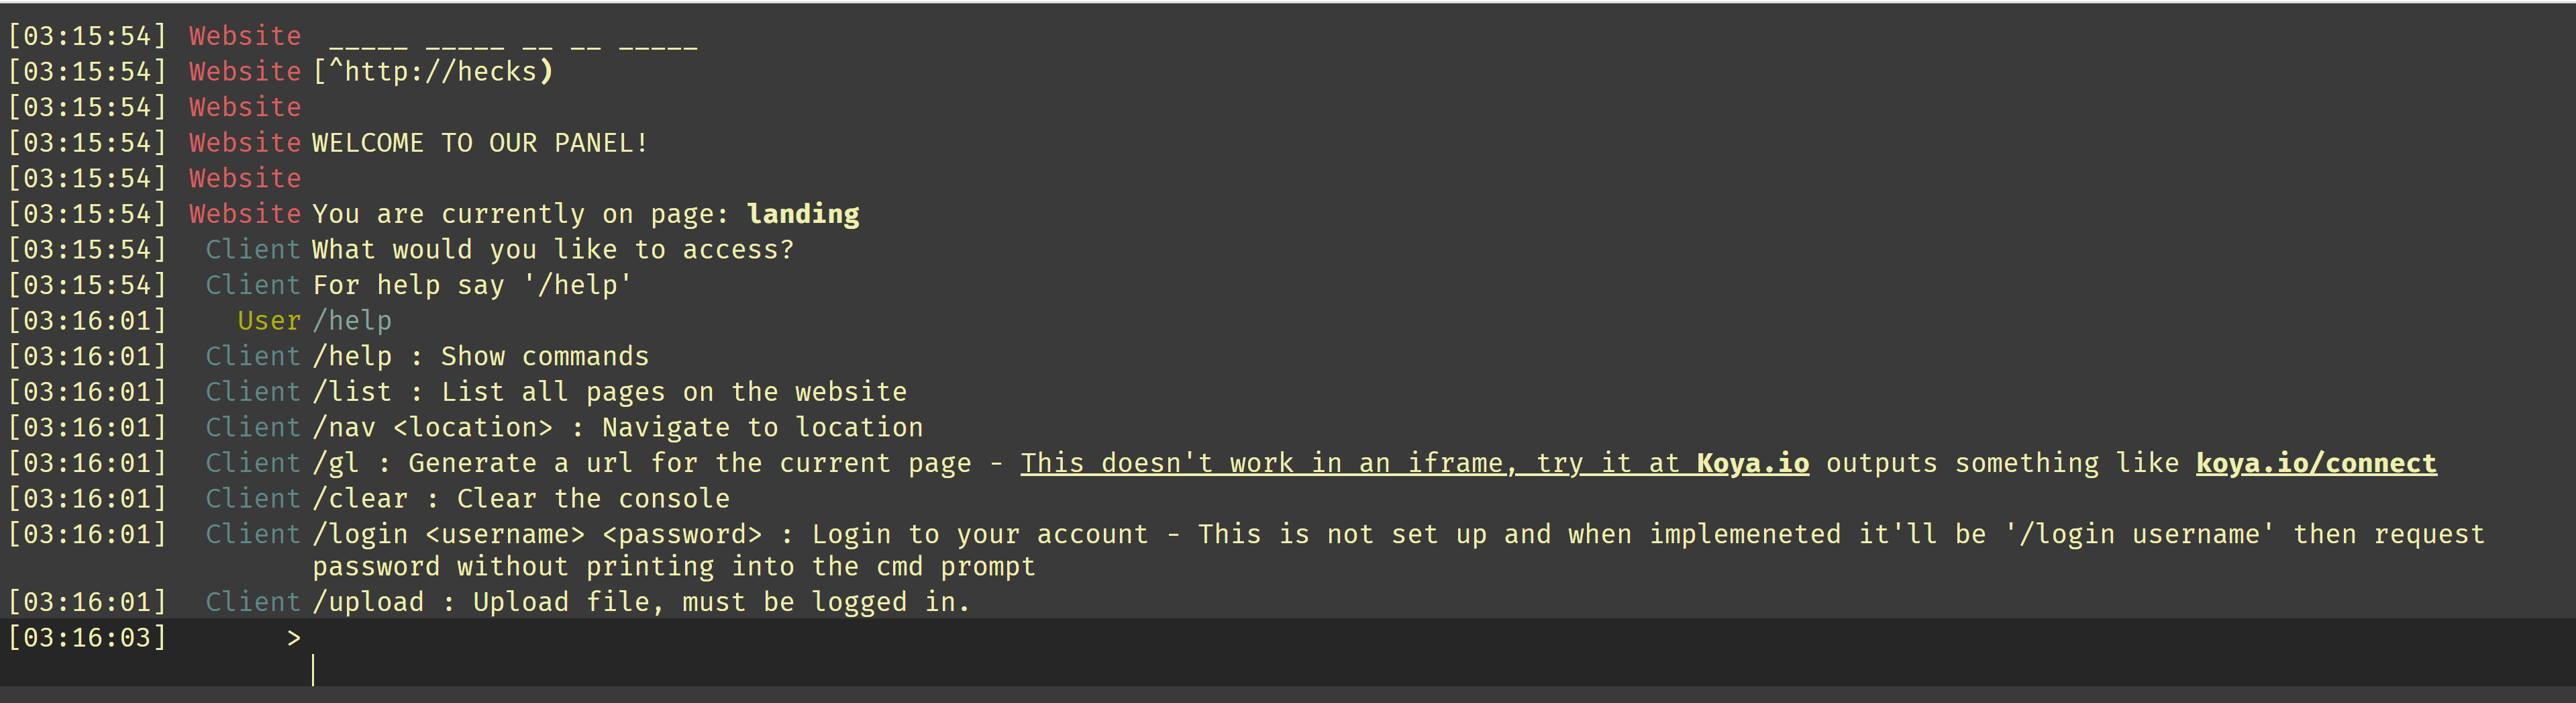 [03:15:54] Website _____ _____ __ __ _____
[03:15:54] Website [^http://hecks)
[03:15:54] Website
[03:15:54] Website WELCOME TO OUR PANEL!
[03:15:54] Website
[03:15:54] Website You are currently on page: landing
[03:15:54] Client What would you like to access?
[03:15:54] Client For help say '/help'
[03:16:01] User /help
[03:16:01] Client /help : Show commands
[03:16:01] Client /list : List all pages on the website
[03:16:01] Client /nav <location> : Navigate to location
[03:16:01] Client /gl : Generate a url for the current page - This doesn't work in an iframe, try it at Koya.io outputs something like koya.io/connect
[03:16:01] Client /clear : Clear the console
[03:16:01] Client /login <username> <password> : Login to your account - This is not set up and when implemeneted it'll be '/login username' then request
password without printing into the cmd prompt
[03:16:01] Client /upload : Upload file, must be logged in.
[03:16:03] >